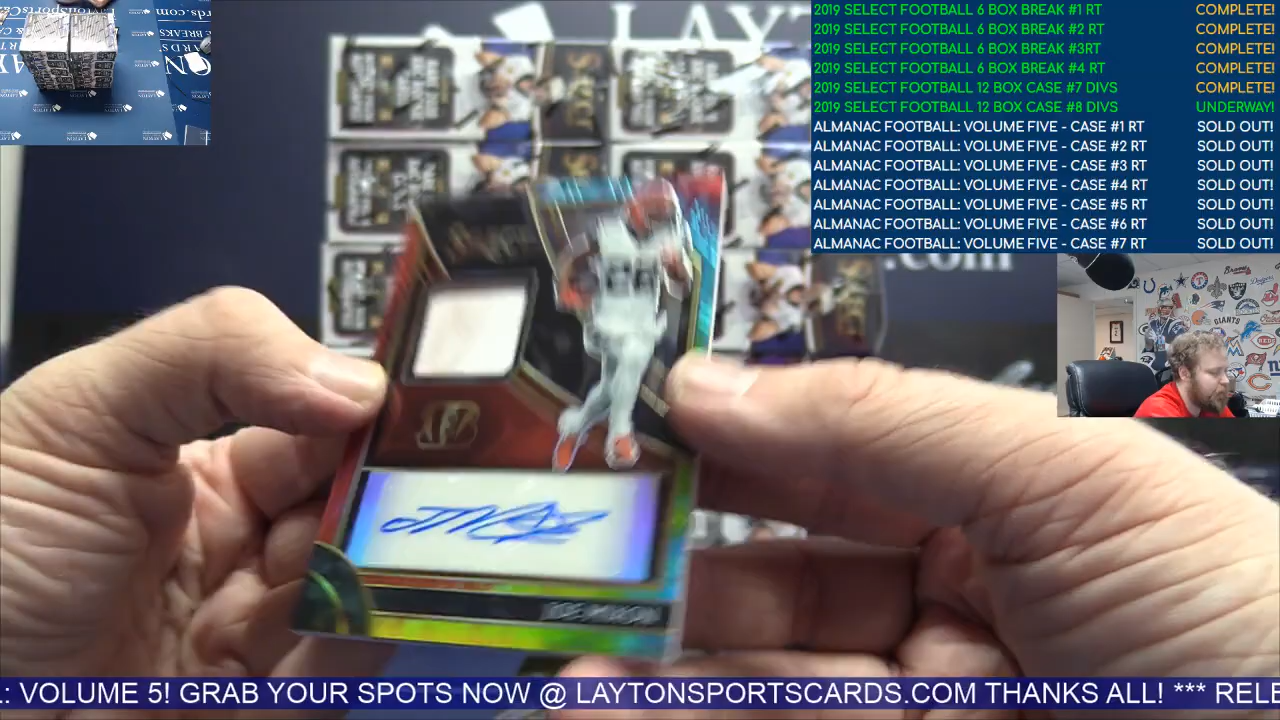 2019 SELECT FOOTBALL 6 BOX BREAK #1 RT COMPLETE!
2019 SELECT FOOTBALL 6 BOX BREAK #2 RT COMPLETE!
2019 SELECT FOOTBALL 6 BOX BREAK #3RT COMPLETE!
2019 SELECT FOOTBALL 6 BOX BREAK #4 RT COMPLETE!
2019 SELECT FOOTBALL 12 BOX CASE #7 DIVS COMPLETE!
2019 SELECT FOOTBALL 12 BOX CASE #8 DIVS UNDERWAY!
ALMANAC FOOTBALL: VOLUME FIVE - CASE #1 RT SOLD OUT!
ALMANAC FOOTBALL: VOLUME FIVE - CASE #2 RT SOLD OUT!
ALMANAC FOOTBALL: VOLUME FIVE - CASE #3 RT SOLD OUT!
ALMANAC FOOTBALL: VOLUME FIVE - CASE #4 RT SOLD OUT!
ALMANAC FOOTBALL: VOLUME FIVE - CASE #5 RT SOLD OUT!
ALMANAC FOOTBALL: VOLUME FIVE - CASE #6 RT SOLD OUT!
ALMANAC FOOTBALL: VOLUME FIVE - CASE #7 RT SOLD OUT!
LAYT
.com
GIANTS
REDS
JOE MIXON
.: VOLUME 5! GRAB YOUR SPOTS NOW @ LAYTONSPORTSCARDS.COM THANKS ALL! *** RELE